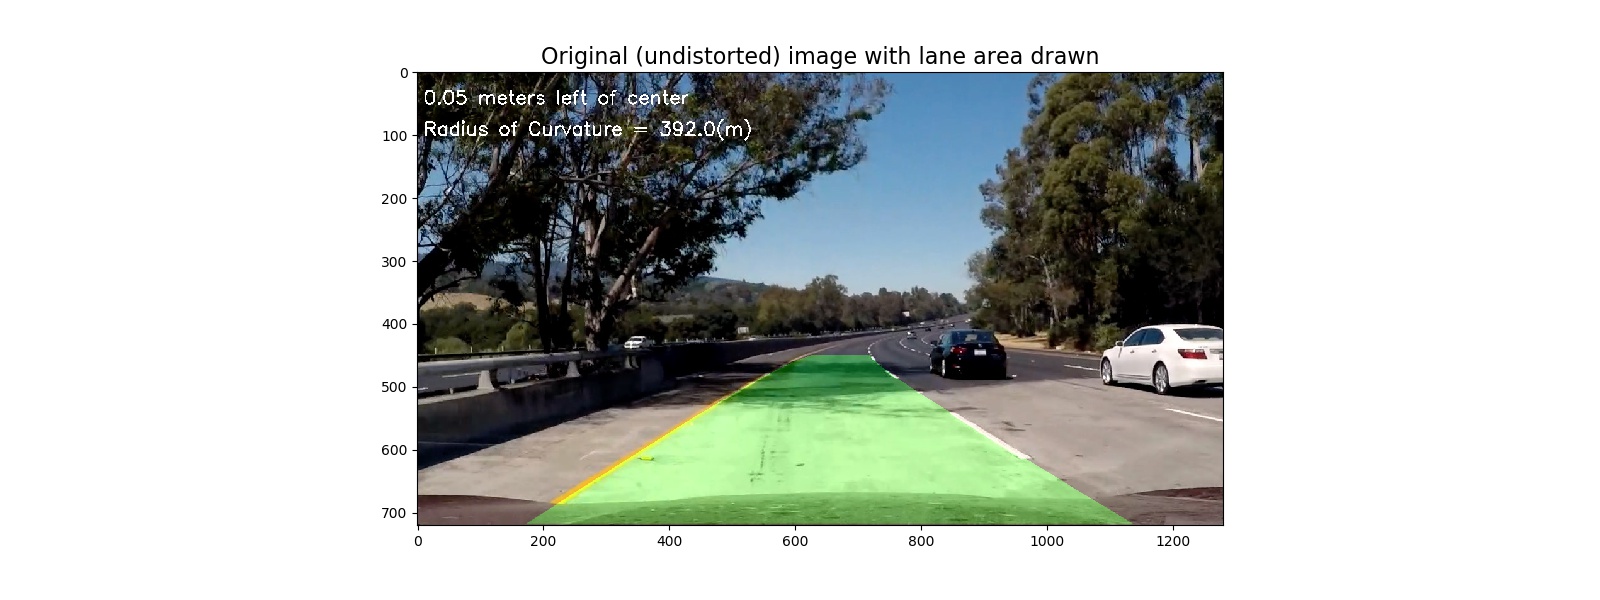 Original (undistorted) image with lane area drawn
0.05 meters left of center
Radius of Curvature = 392.0(m)
0
100
200
300
400
500
600
700
0 200 400 600 800 1000 1200